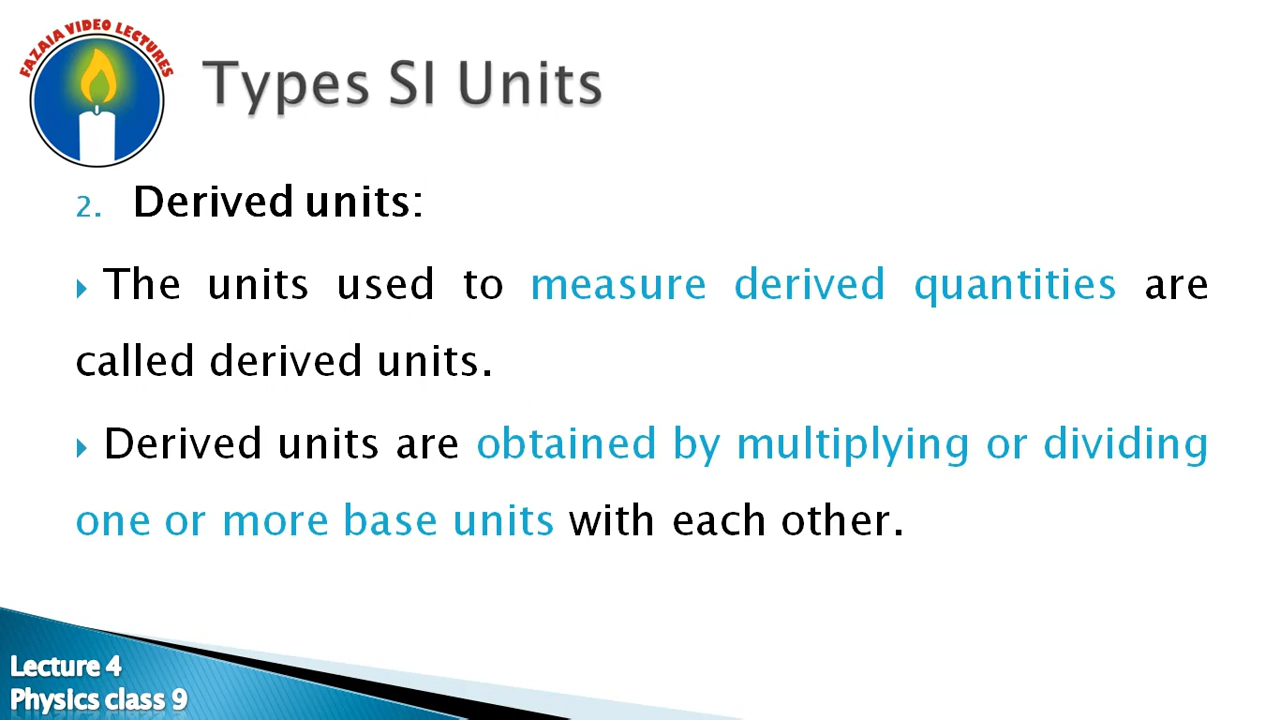 FAZAIA VIDEO LECTURES
Types SI Units
2. Derived units:
The units used to measure derived quantities are
called derived units.
Derived units are obtained by multiplying or dividing
one or more base units with each other.
Lecture 4
Physics class 9